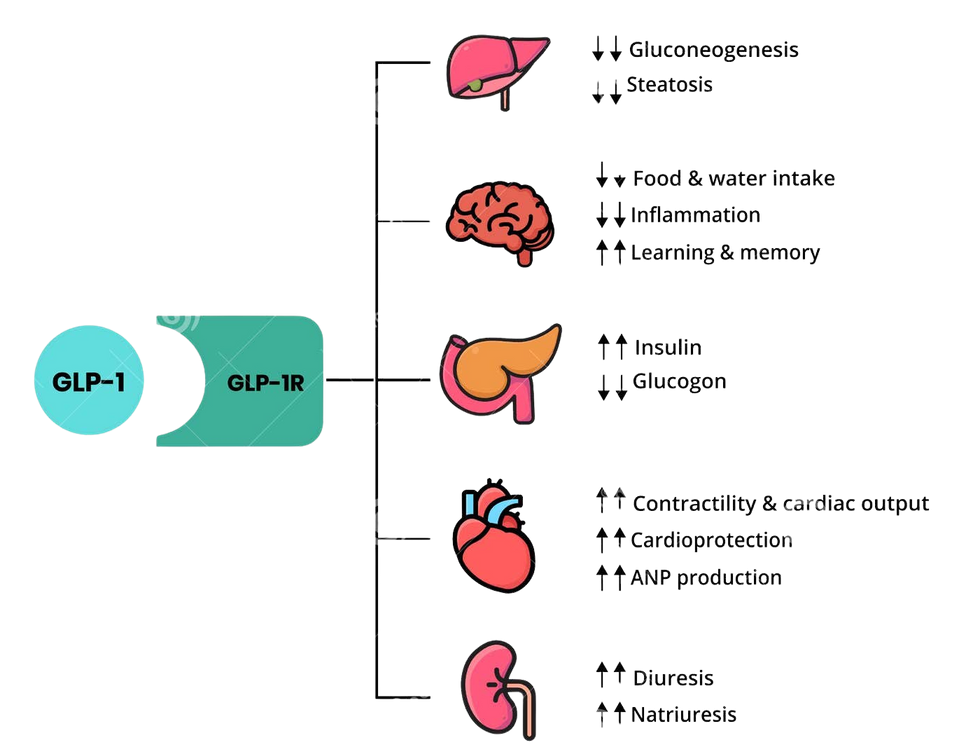 GLP-1
GLP-1R
↓↓ Gluconeogenesis
↓↓ Steatosis
↓↓ Food & water intake
↓↓ Inflammation
↑↑ Learning & memory
↑↑ Insulin
↓↓ Glucogon
↑↑ Contractility & cardiac output
↑↑ Cardioprotection
↑↑ ANP production
↑↑ Diuresis
↑↑ Natriuresis